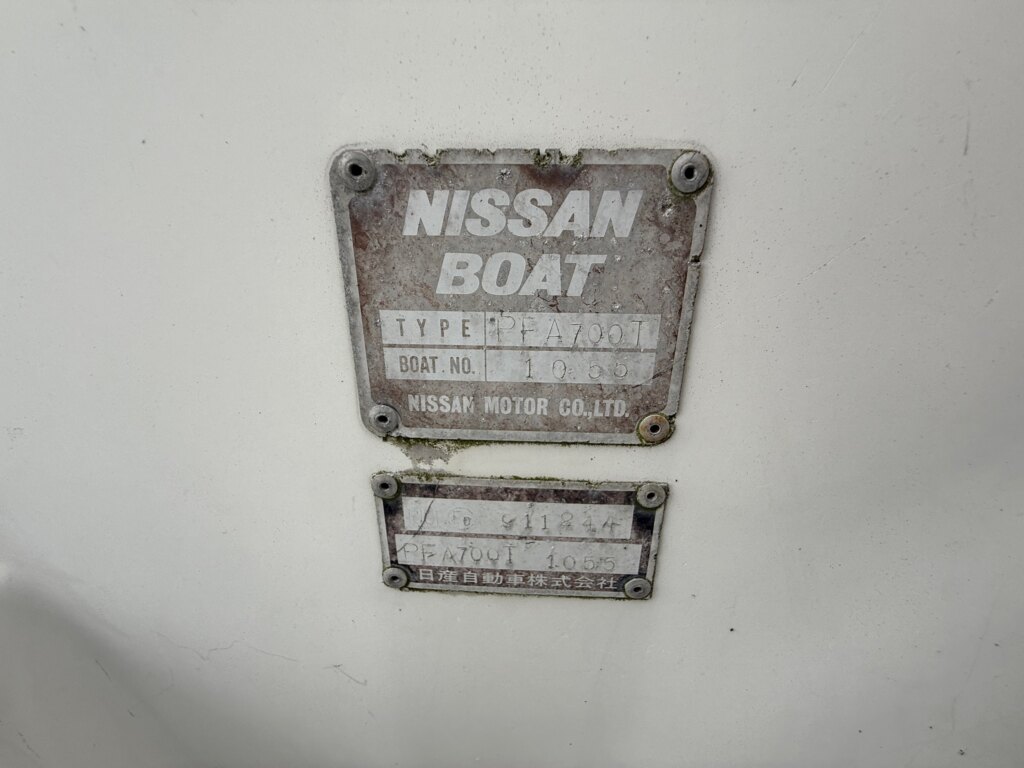 NISSAN
BOAT
TYPE PFA700T
BOAT.NO. 1055
NISSAN MOTOR CO.,LTD.
911244
PFA700T 1055
日産自動車株式会社